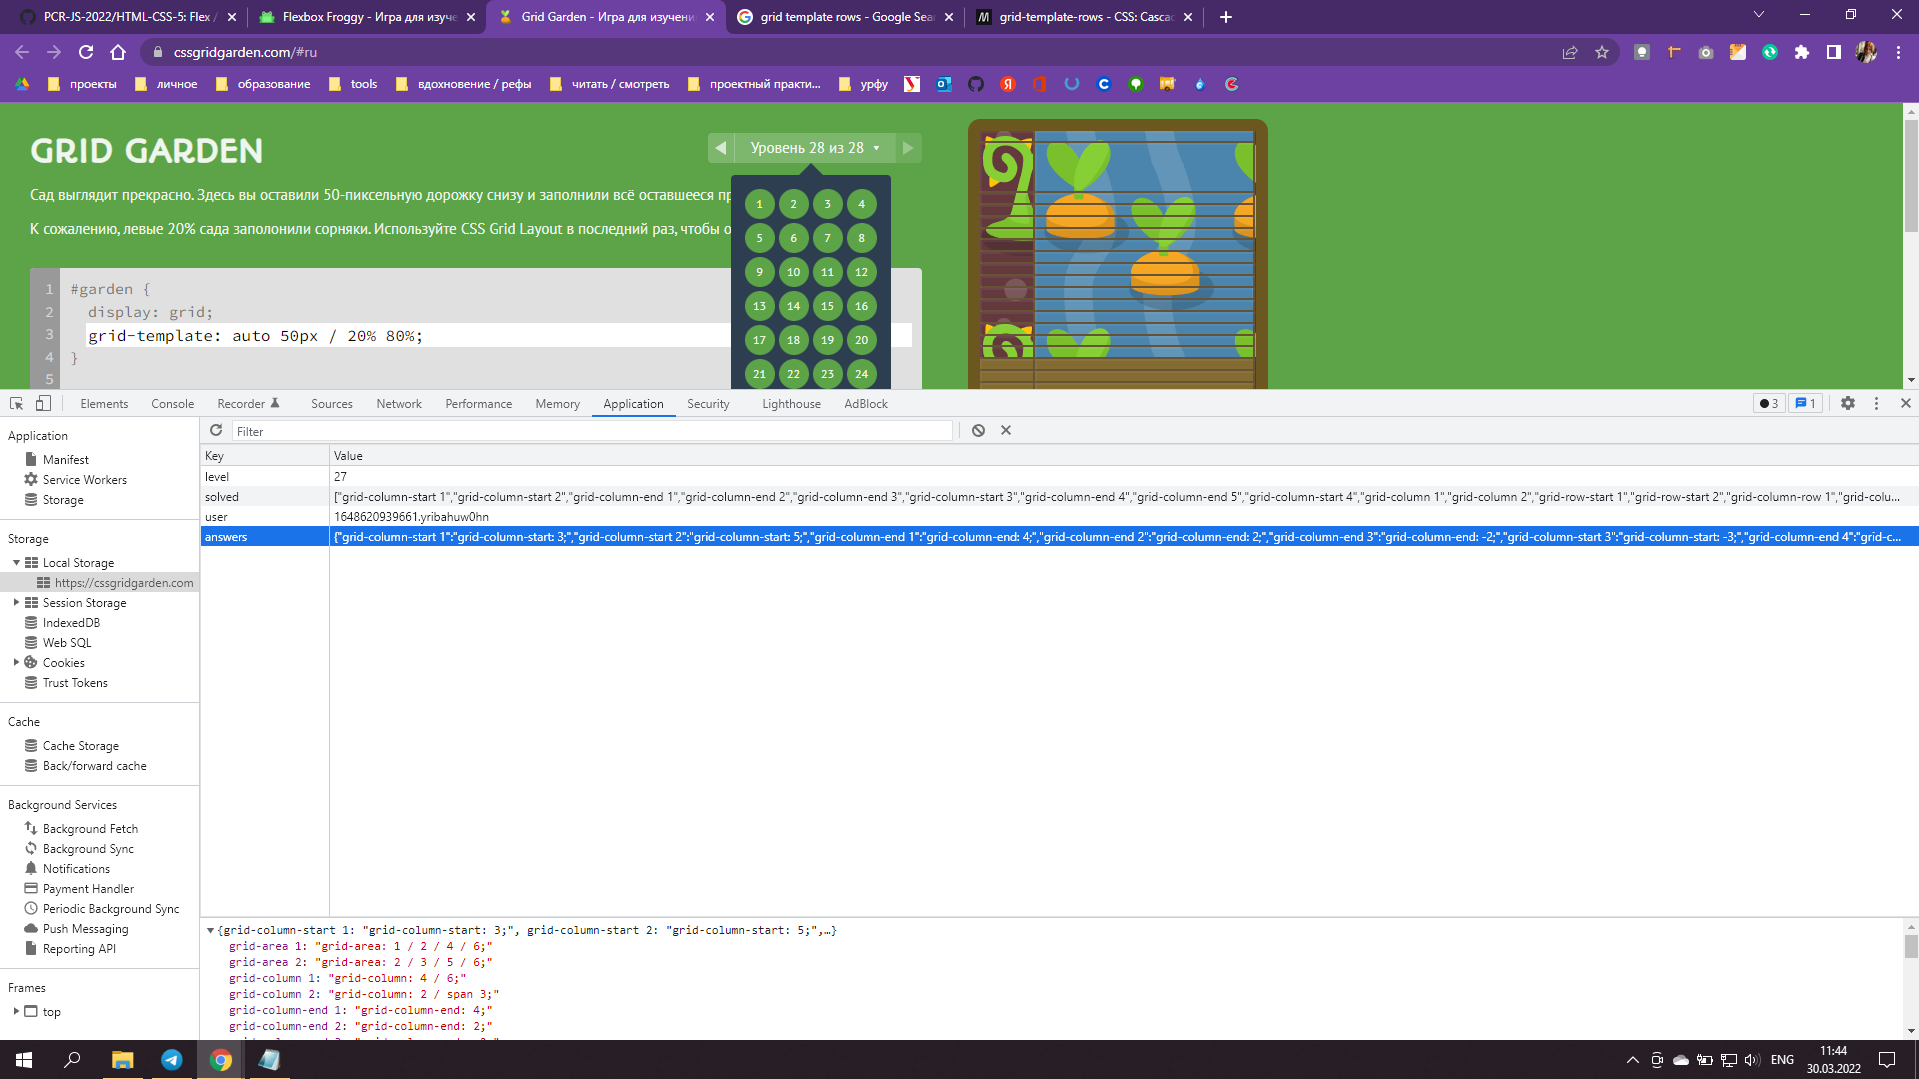 PCR-JS-2022/HTML-CSS-5: Flex /
Flexbox Froggy - Игра для изуче
Grid Garden - Игра для изучени
grid template rows - Google Sea
grid-template-rows - CSS: Casca
cssgridgarden.com/#ru
проекты
личное
образование
tools
вдохновение / рефы
читать / смотреть
проектный практи...
урфу
GRID GARDEN
Уровень 28 из 28
Сад выглядит прекрасно. Здесь вы оставили 50-пиксельную дорожку снизу и заполнили всё оставшееся пр
К сожалению, левые 20% сада заполонили сорняки. Используйте CSS Grid Layout в последний раз, чтобы о
1 2 3 4
5 6 7 8
9 10 11 12
13 14 15 16
17 18 19 20
21 22 23 24
1 #garden {
2 display: grid;
3 grid-template: auto 50px / 20% 80%;
4 }
5
Elements Console Recorder Sources Network Performance Memory Application Security Lighthouse AdBlock
3
1
Application
Manifest
Service Workers
Storage
Storage
Local Storage
https://cssgridgarden.com
Session Storage
IndexedDB
Web SQL
Cookies
Trust Tokens
Cache
Cache Storage
Back/forward cache
Background Services
Background Fetch
Background Sync
Notifications
Payment Handler
Periodic Background Sync
Push Messaging
Reporting API
Frames
top
Filter
Key Value
level 27
solved ["grid-column-start 1","grid-column-start 2","grid-column-end 1","grid-column-end 2","grid-column-end 3","grid-column-start 3","grid-column-end 4","grid-column-end 5","grid-column-start 4","grid-column 1","grid-column 2","grid-row-start 1","grid-row-start 2","grid-column-row 1","grid-colu...
user 1648620939661.yribahuw0hn
answers {"grid-column-start 1":"grid-column-start: 3;","grid-column-start 2":"grid-column-start: 5;","grid-column-end 1":"grid-column-end: 4;","grid-column-end 2":"grid-column-end: 2;","grid-column-end 3":"grid-column-end: -2;","grid-column-start 3":"grid-column-start: -3;","grid-column-end 4":"grid-c...
{grid-column-start 1: "grid-column-start: 3;", grid-column-start 2: "grid-column-start: 5;",…}
grid-area 1: "grid-area: 1 / 2 / 4 / 6;"
grid-area 2: "grid-area: 2 / 3 / 5 / 6;"
grid-column 1: "grid-column: 4 / 6;"
grid-column 2: "grid-column: 2 / span 3;"
grid-column-end 1: "grid-column-end: 4;"
grid-column-end 2: "grid-column-end: 2;"
ENG
11:44
30.03.2022